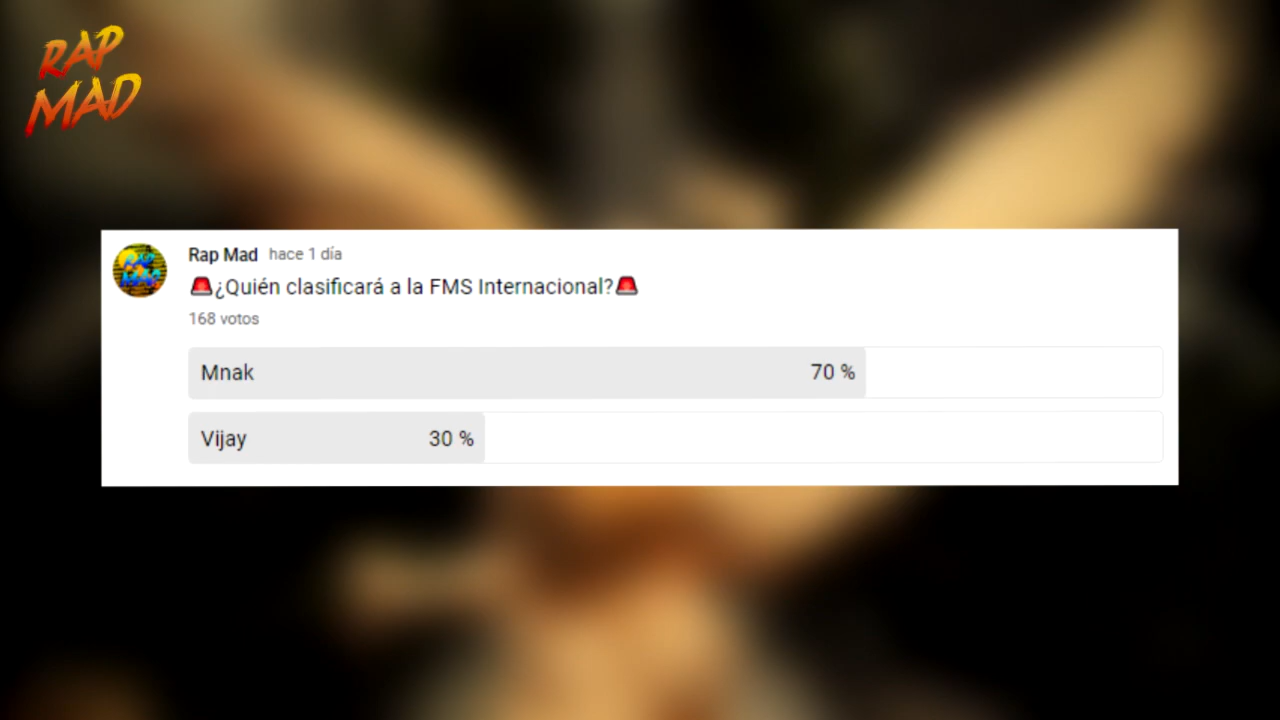 RAP
MAD
Rap Mad hace 1 día
🚨¿Quién clasificará a la FMS Internacional?🚨
168 votos
Mnak 70 %
Vijay 30 %